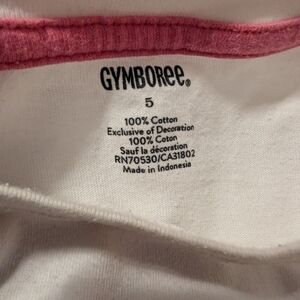 GYMBOREE®
5
100% Cotton
Exclusive of Decoration
100% Coton
Sauf la décoration
RN70530/CA31802
Made in Indonesia